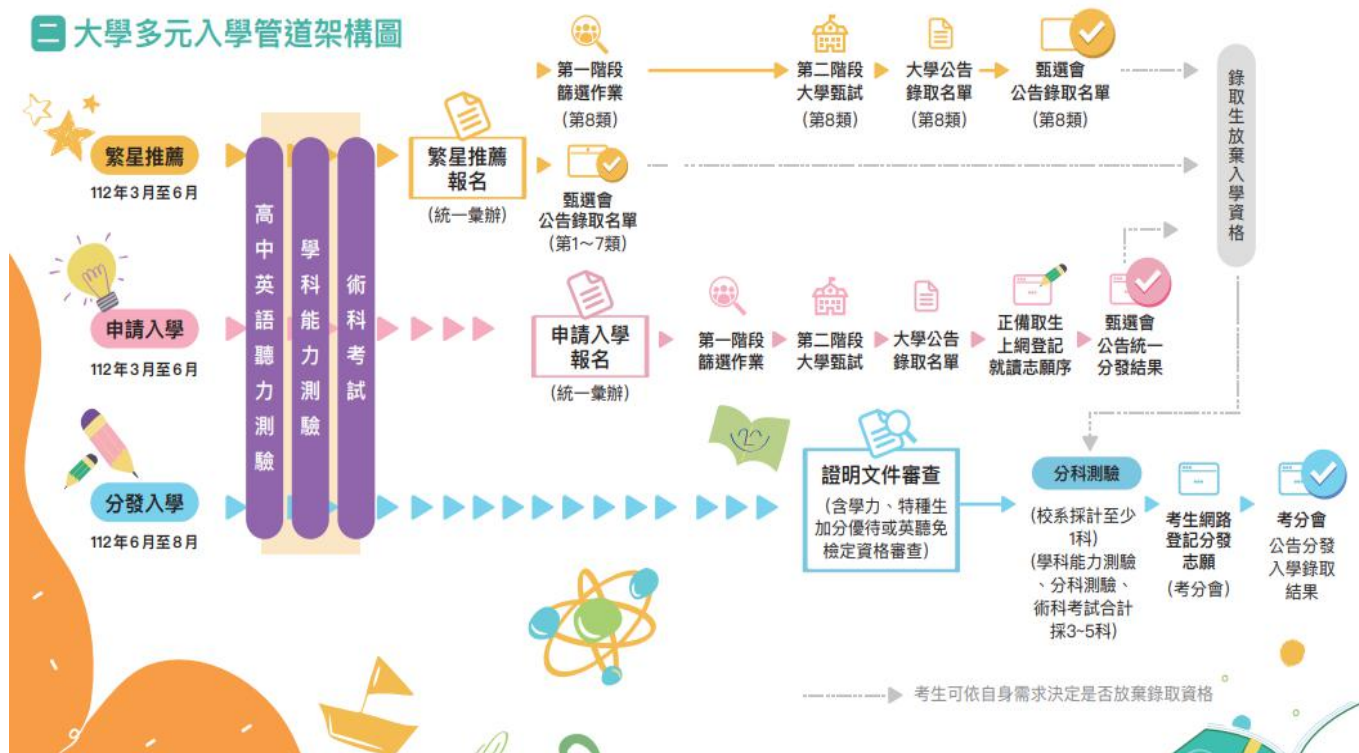 二 大學多元入學管道架構圖
第一階段
篩選作業
(第8類)
第二階段
大學甄試
(第8類)
大學公告
錄取名單
(第8類)
甄選會
公告錄取名單
(第8類)
錄取生放棄入學資格
繁星推薦
112年3月至6月
高中英語聽力測驗
學科能力測驗
術科考試
繁星推薦
報名
(統一彙辦)
甄選會
公告錄取名單
(第1～7類)
申請入學
112年3月至6月
申請入學
報名
(統一彙辦)
第一階段
篩選作業
第二階段
大學甄試
大學公告
錄取名單
正備取生
上網登記
就讀志願序
甄選會
公告統一
分發結果
分發入學
112年6月至8月
證明文件審查
(含學力、特種生
加分優待或英聽免
檢定資格審查)
分科測驗
(校系採計至少
1科)
(學科能力測驗
、分科測驗、
術科考試合計
採3~5科)
考生網路
登記分發
志願
(考分會)
考分會
公告分發
入學錄取
結果
考生可依自身需求決定是否放棄錄取資格